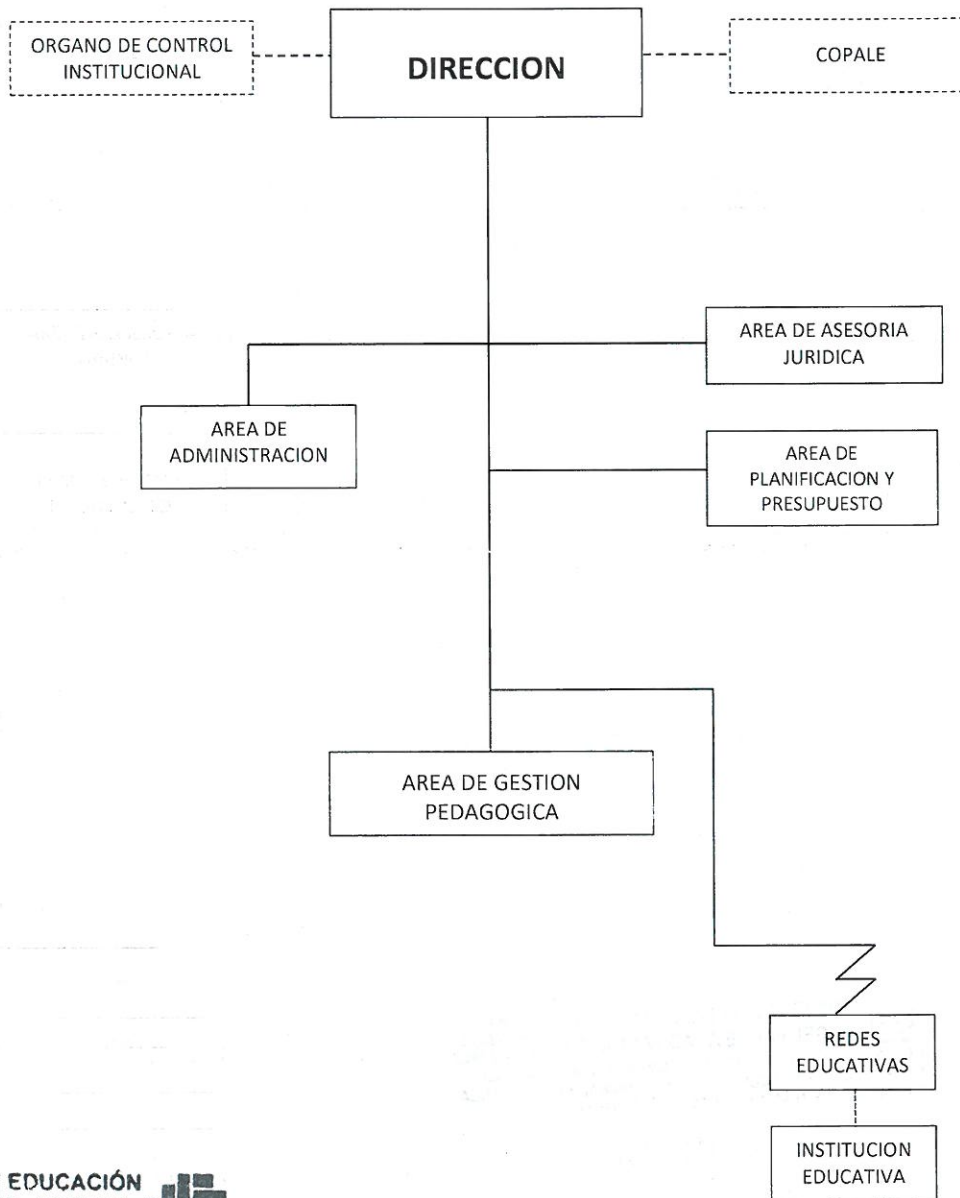 ORGANO DE CONTROL
INSTITUCIONAL
DIRECCION
COPALE
AREA DE ASESORIA
JURIDICA
AREA DE
ADMINISTRACION
AREA DE
PLANIFICACION Y
PRESUPUESTO
AREA DE GESTION
PEDAGOGICA
REDES
EDUCATIVAS
INSTITUCION
EDUCATIVA
EDUCACIÓN